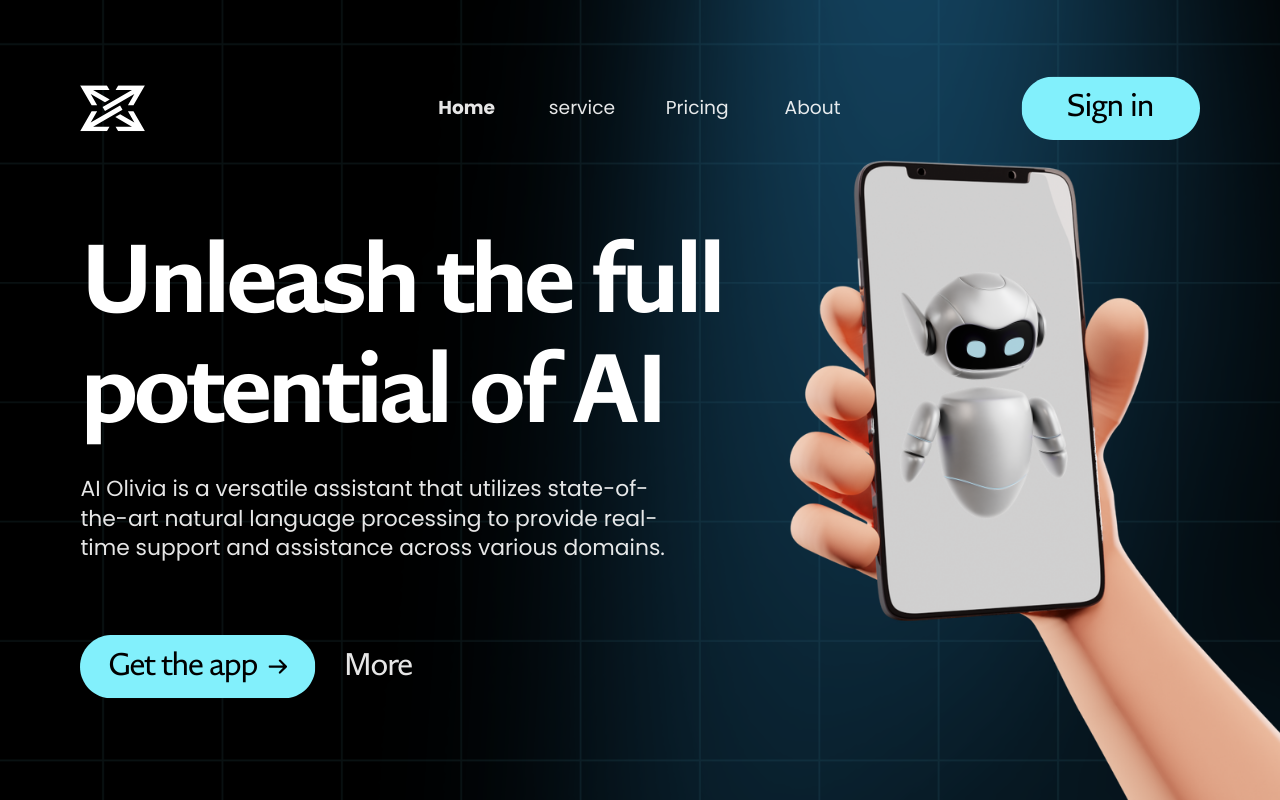 Home
service
Pricing
About
Sign in
Unleash the full
potential of AI
AI Olivia is a versatile assistant that utilizes state-of-
the-art natural language processing to provide real-
time support and assistance across various domains.
Get the app →
More